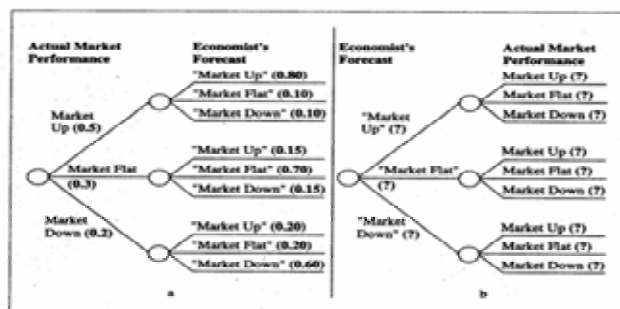 Actual Market
Performance
Economist's
Forecast
"Market Up" (0.80)
"Market Flat" (0.10)
"Market Down" (0.10)
Market
Up (0.5)
"Market Up" (0.15)
Market Flat
(0.3)
"Market Flat" (0.70)
"Market Down" (0.15)
Market
Down (0.2)
"Market Up" (0.20)
"Market Flat" (0.20)
"Market Down" (0.60)
a
Economist's
Forecast
Actual Market
Performance
Market Up (?)
Market Flat (?)
Market Down (?)
"Market
Up" (?)
Market Up (?)
"Market Flat"
(?)
Market Flat (?)
Market Down (?)
"Market
Down" (?)
Market Up (?)
Market Flat (?)
Market Down (?)
b